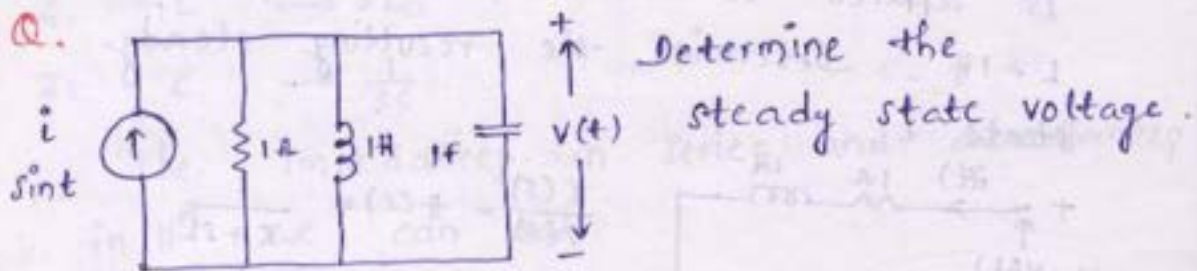 Q.
i
sint
1Ω
1H
1f
+
V(t)
-
Determine the
steady state voltage.